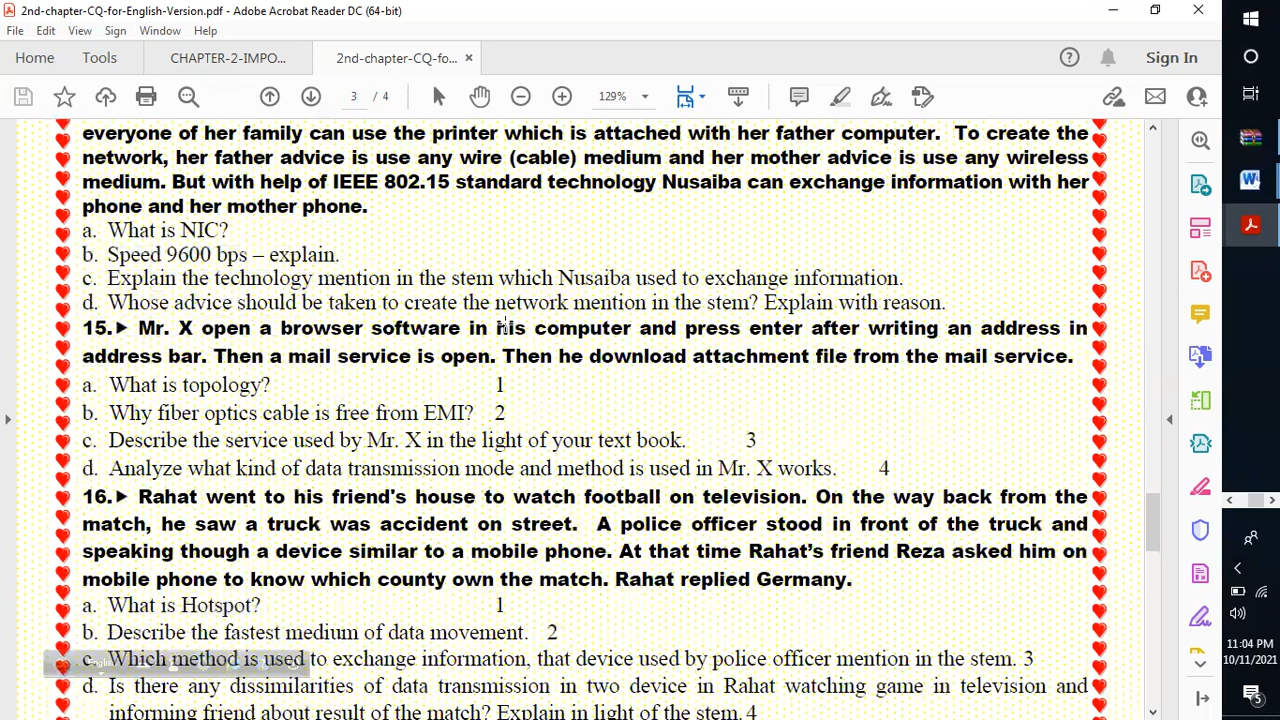 2nd-chapter-CQ-for-English-Version.pdf - Adobe Acrobat Reader DC (64-bit)
File Edit View Sign Window Help
Home Tools CHAPTER-2-IMPO... 2nd-chapter-CQ-fo... × Sign In
3 / 4 129%
everyone of her family can use the printer which is attached with her father computer. To create the
network, her father advice is use any wire (cable) medium and her mother advice is use any wireless
medium. But with help of IEEE 802.15 standard technology Nusaiba can exchange information with her
phone and her mother phone.
a. What is NIC?
b. Speed 9600 bps – explain.
c. Explain the technology mention in the stem which Nusaiba used to exchange information.
d. Whose advice should be taken to create the network mention in the stem? Explain with reason.
15.► Mr. X open a browser software in his computer and press enter after writing an address in
address bar. Then a mail service is open. Then he download attachment file from the mail service.
a. What is topology? 1
b. Why fiber optics cable is free from EMI? 2
c. Describe the service used by Mr. X in the light of your text book. 3
d. Analyze what kind of data transmission mode and method is used in Mr. X works. 4
16.► Rahat went to his friend's house to watch football on television. On the way back from the
match, he saw a truck was accident on street. A police officer stood in front of the truck and
speaking though a device similar to a mobile phone. At that time Rahat's friend Reza asked him on
mobile phone to know which county own the match. Rahat replied Germany.
a. What is Hotspot? 1
b. Describe the fastest medium of data movement. 2
c. Which method is used to exchange information, that device used by police officer mention in the stem. 3
d. Is there any dissimilarities of data transmission in two device in Rahat watching game in television and
informing friend about result of the match? Explain in light of the stem. 4
11:04 PM
10/11/2021
5